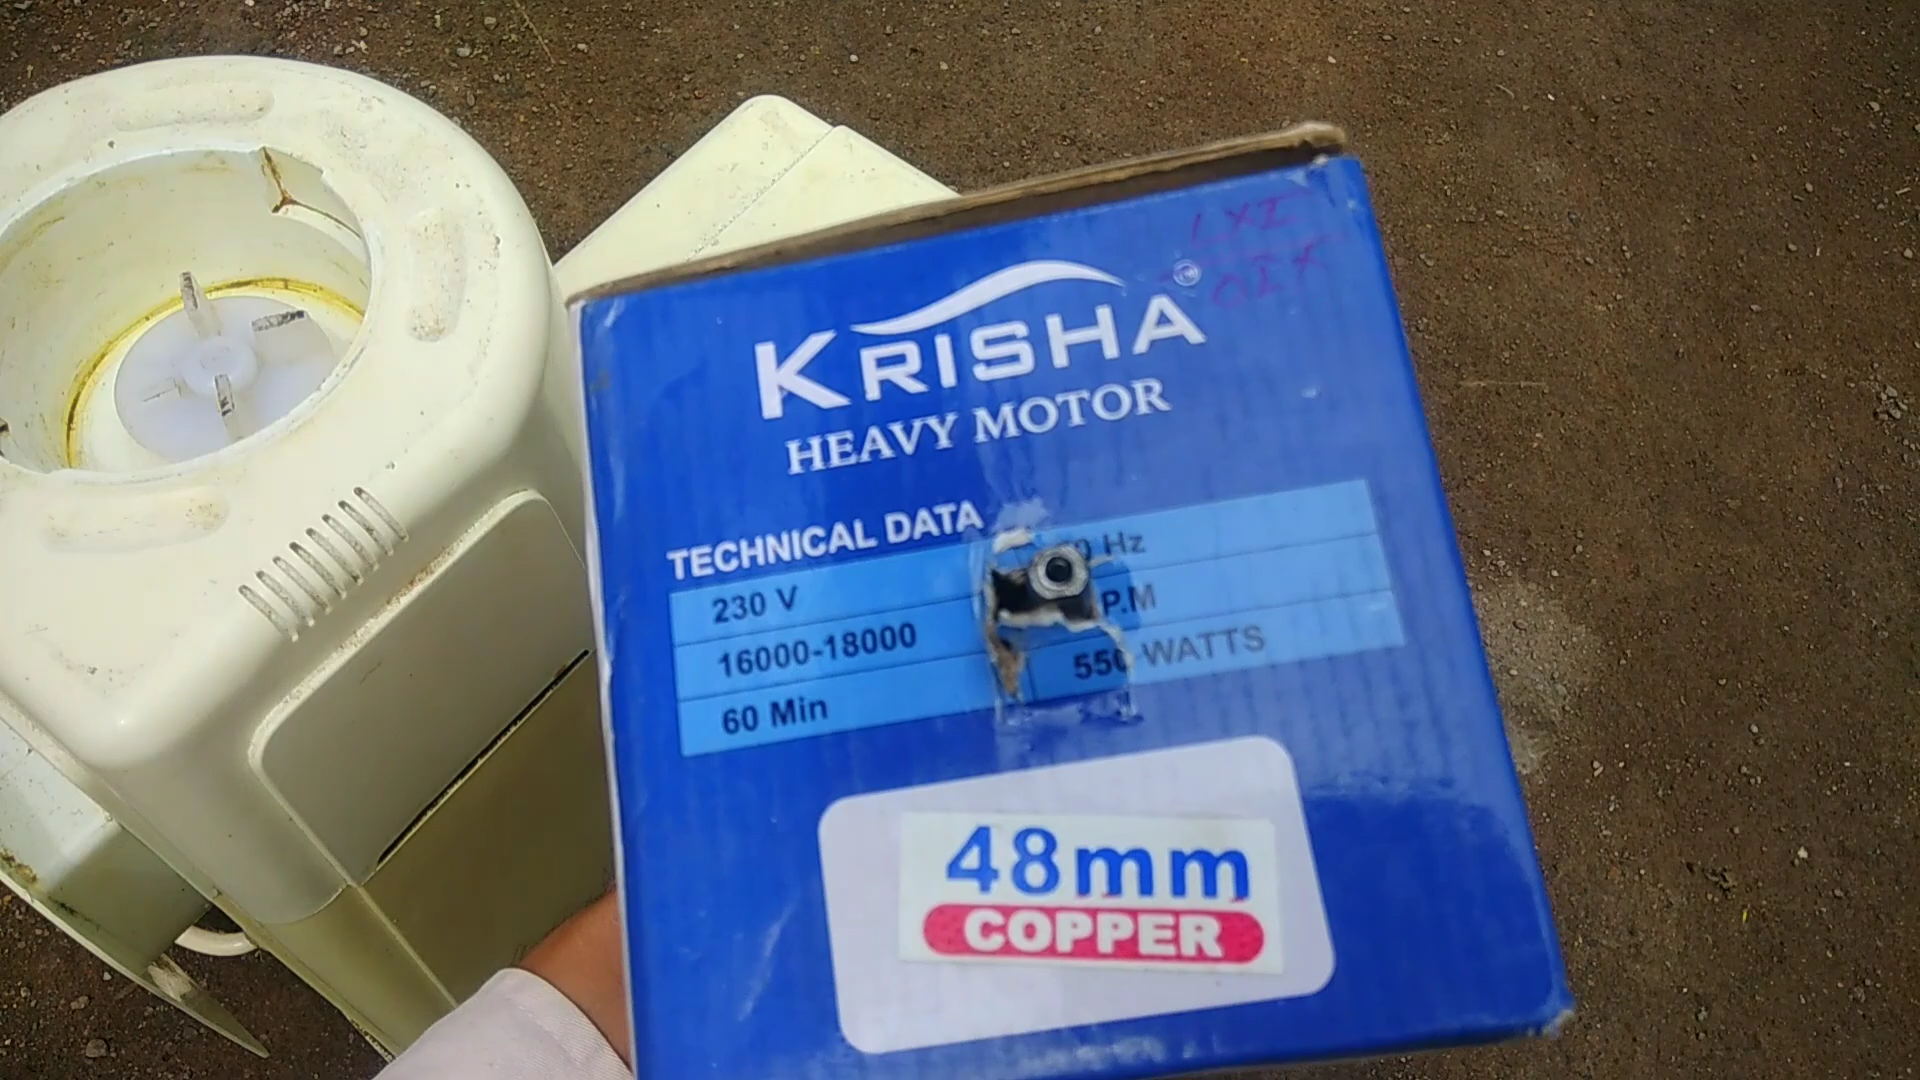 KRISHA
HEAVY MOTOR
TECHNICAL DATA
230 V Hz
16000-18000 P.M
60 Min 550 WATTS
48mm
COPPER